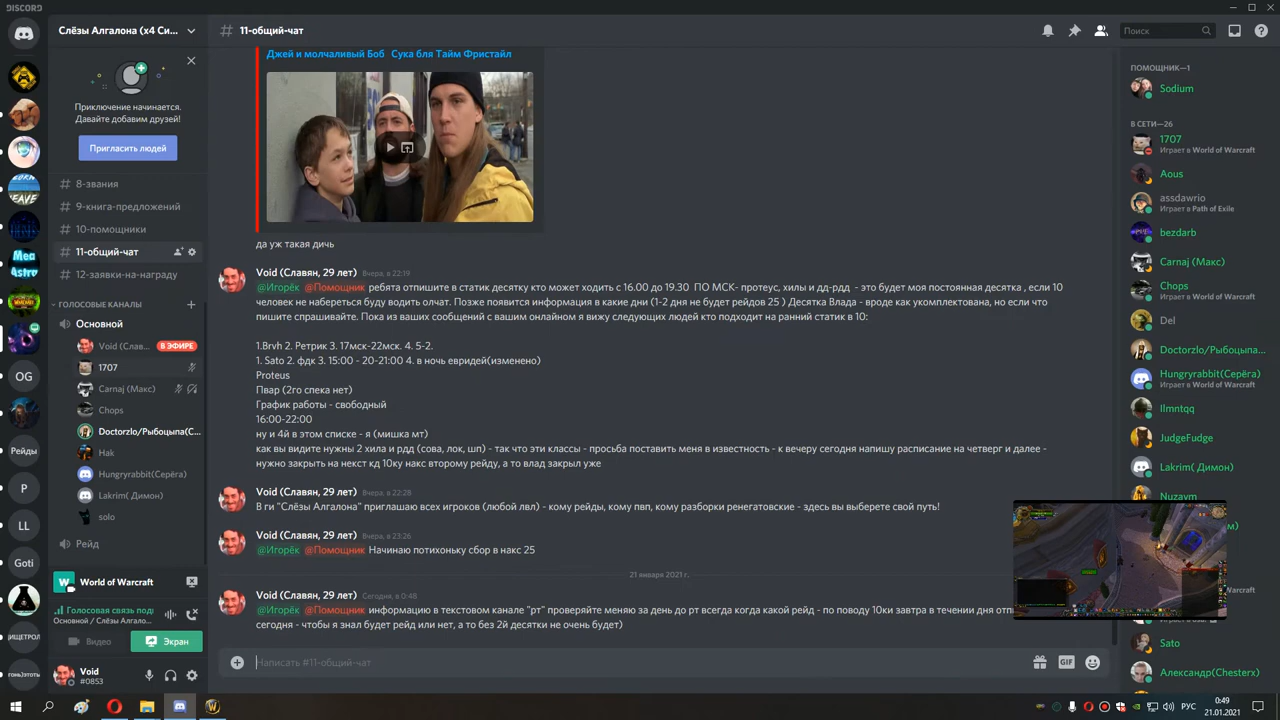 DISCORD
Слёзы Алгалона (x4 Си...
11-общий-чат
Поиск
Приключение начинается.
Давайте добавим друзей!
Пригласить людей
8-звания
9-книга-предложений
10-помощники
11-общий-чат
12-заявки-на-награду
ГОЛОСОВЫЕ КАНАЛЫ
Основной
Void (Слав... В ЭФИРЕ
1707
Carnaj (Макс)
Chops
Doctorzlo/Рыбоцыпа(С...
Hak
Hungryrabbit(Серёга)
Lakrim( Димон)
solo
Рейд
OG
Рейды
P
LL
Goti
World of Warcraft
Голосовая связь подк
Основной / Слёзы Алгало...
Видео
Экран
Void
#0853
Джей и молчаливый Боб Сука бля Тайм Фристайл
да уж такая дичь
Void (Славян, 29 лет) Вчера, в 22:19
@Игорёк @Помощник ребята отпишите в статик десятку кто может ходить с 16.00 до 19.30 ПО МСК- протеус, хилы и дд-рдд - это будет моя постоянная десятка , если 10
человек не набереться буду водить олчат. Позже появится информация в какие дни (1-2 дня не будет рейдов 25 ) Десятка Влада - вроде как укомплектована, но если что
пишите спрашивайте. Пока из ваших сообщений с вашим онлайном я вижу следующих людей кто подходит на ранний статик в 10:
1.Brvh 2. Ретрик 3. 17мск-22мск. 4. 5-2.
1. Sato 2. фдк 3. 15:00 - 20-21:00 4. в ночь евридей(изменено)
Proteus
Пвар (2го спека нет)
График работы - свободный
16:00-22:00
ну и 4й в этом списке - я (мишка мт)
как вы видите нужны 2 хила и рдд (сова, лок, шп) - так что эти классы - просьба поставить меня в известность - к вечеру сегодня напишу расписание на четверг и далее -
нужно закрыть на некст кд 10ку накс второму рейду, а то влад закрыл уже
Void (Славян, 29 лет) Вчера, в 22:28
В ги "Слёзы Алгалона" приглашаю всех игроков (любой лвл) - кому рейды, кому пвп, кому разборки ренегатовские - здесь вы выберете свой путь!
Void (Славян, 29 лет) Вчера, в 23:26
@Игорёк @Помощник Начинаю потихоньку сбор в накс 25
21 января 2021 г.
Void (Славян, 29 лет) Сегодня, в 0:48
@Игорёк @Помощник информацию в текстовом канале "рт" проверяйте меня за день до рт всегда когда какой рейд - по поводу 10ки завтра в течении дня отп
сегодня - чтобы я знал будет рейд или нет, а то без 2й десятки не очень будет)
Написать #11-общий-чат
GIF
ПОМОЩНИК—1
Sodium
В СЕТИ—26
1707
Играет в World of Warcraft
Aous
assdawrio
Играет в Path of Exile
bezdarb
Carnaj (Макс)
Chops
Del
Doctorzlo/Рыбоцыпа...
Hungryrabbit(Серёга)
Играет в World of Warcraft
Ilmntqq
JudgeFudge
Lakrim( Димон)
Nuzaym
Warcraft
Sato
Александр(Chesterx)
РУС
0:49
21.01.2021